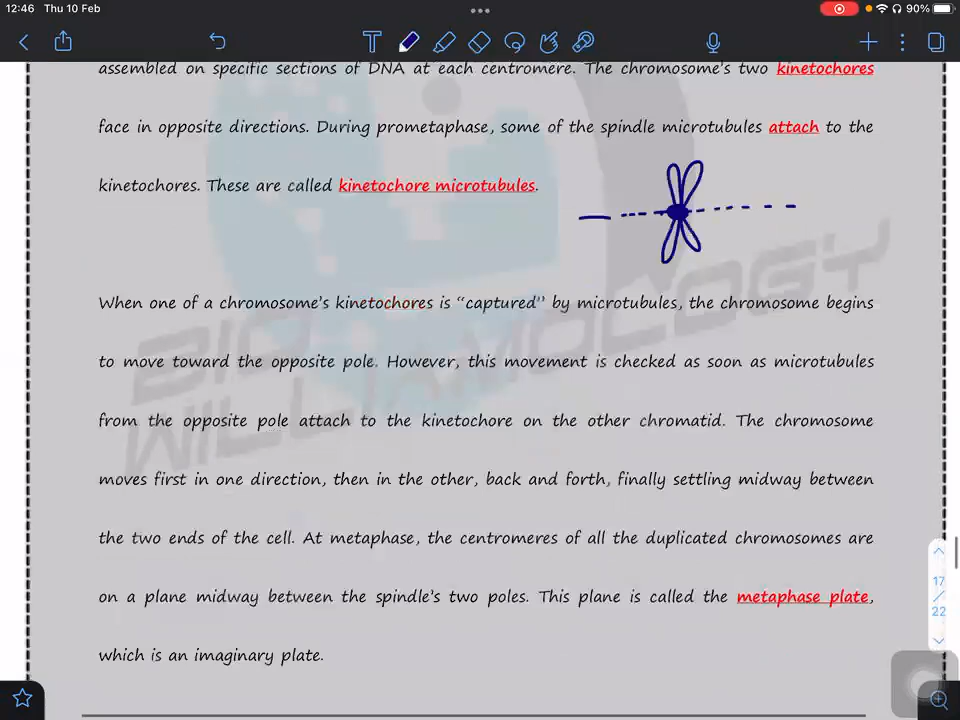 12:46 Thu 10 Feb 90%
assembled on specific sections of DNA at each centromere. The chromosome's two kinetochores
face in opposite directions. During prometaphase, some of the spindle microtubules attach to the
kinetochores. These are called kinetochore microtubules.
When one of a chromosome's kinetochores is “captured” by microtubules, the chromosome begins
to move toward the opposite pole. However, this movement is checked as soon as microtubules
from the opposite pole attach to the kinetochore on the other chromatid. The chromosome
moves first in one direction, then in the other, back and forth, finally settling midway between
the two ends of the cell. At metaphase, the centromeres of all the duplicated chromosomes are
on a plane midway between the spindle's two poles. This plane is called the metaphase plate,
which is an imaginary plate.
BIO
WILLIAMOLOGY
17
/
22